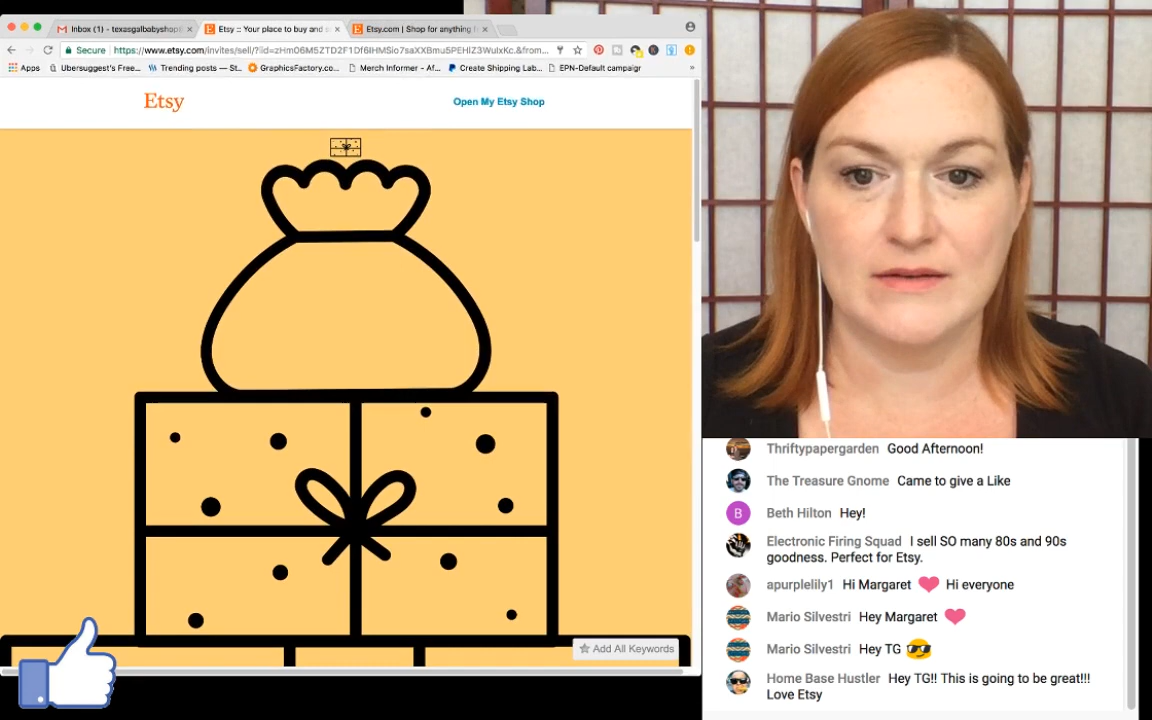 Inbox (1) - texasgalbabyshop
Etsy :: Your place to buy and s
Etsy.com | Shop for anything f
Secure
https://www.etsy.com/invites/sell/?
Apps
Ubersuggest's Free...
Trending posts — St...
GraphicsFactory.co...
Merch Informer - Af...
Create Shipping Lab...
EPN-Default campaigr
»
Etsy
Open My Etsy Shop
Add All Keywords
Thriftypapergarden Good Afternoon!
The Treasure Gnome Came to give a Like
B
Beth Hilton Hey!
Electronic Firing Squad I sell SO many 80s and 90s
goodness. Perfect for Etsy.
apurplelily1 Hi Margaret ❤ Hi everyone
Mario Silvestri Hey Margaret ❤
Mario Silvestri Hey TG 😎
Home Base Hustler Hey TG!! This is going to be great!!!
Love Etsy